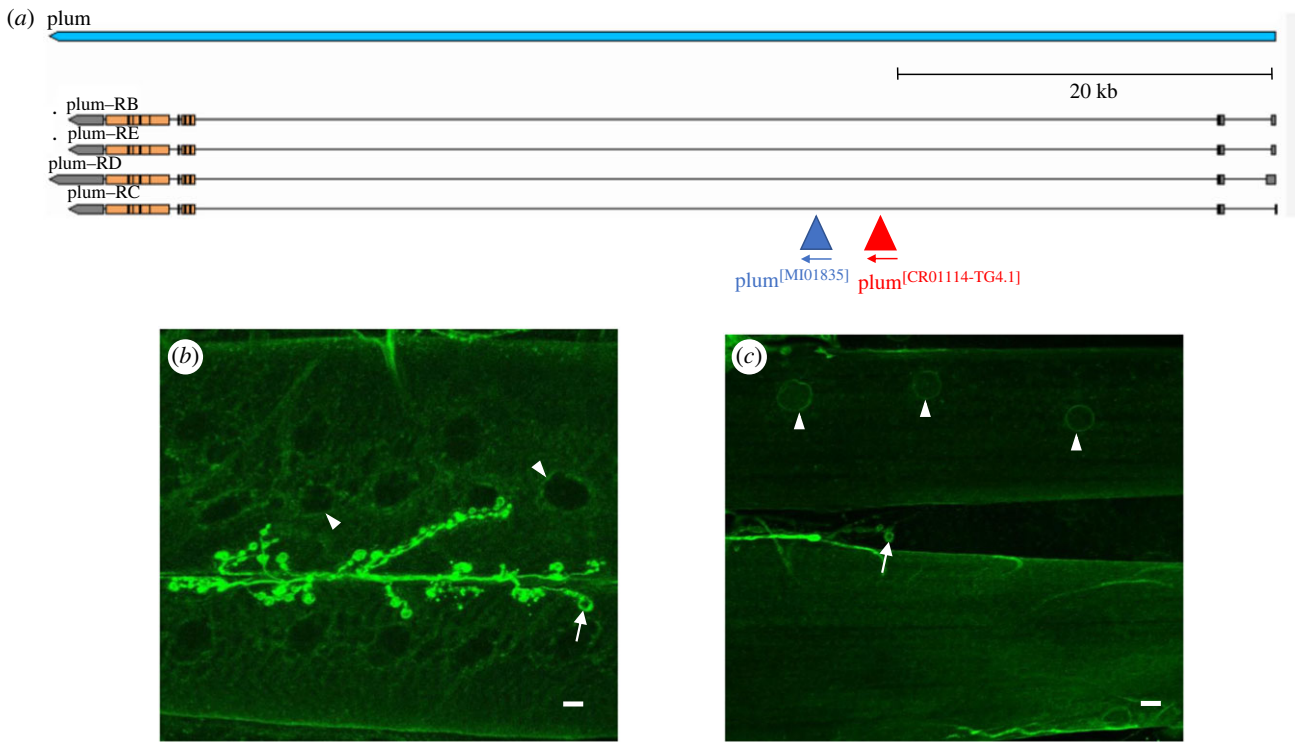 (a)
plum
20 kb
plum–RB
plum–RE
plum–RD
plum–RC
plum[MI01835]
plum[CR01114-TG4.1]
(b)
(c)